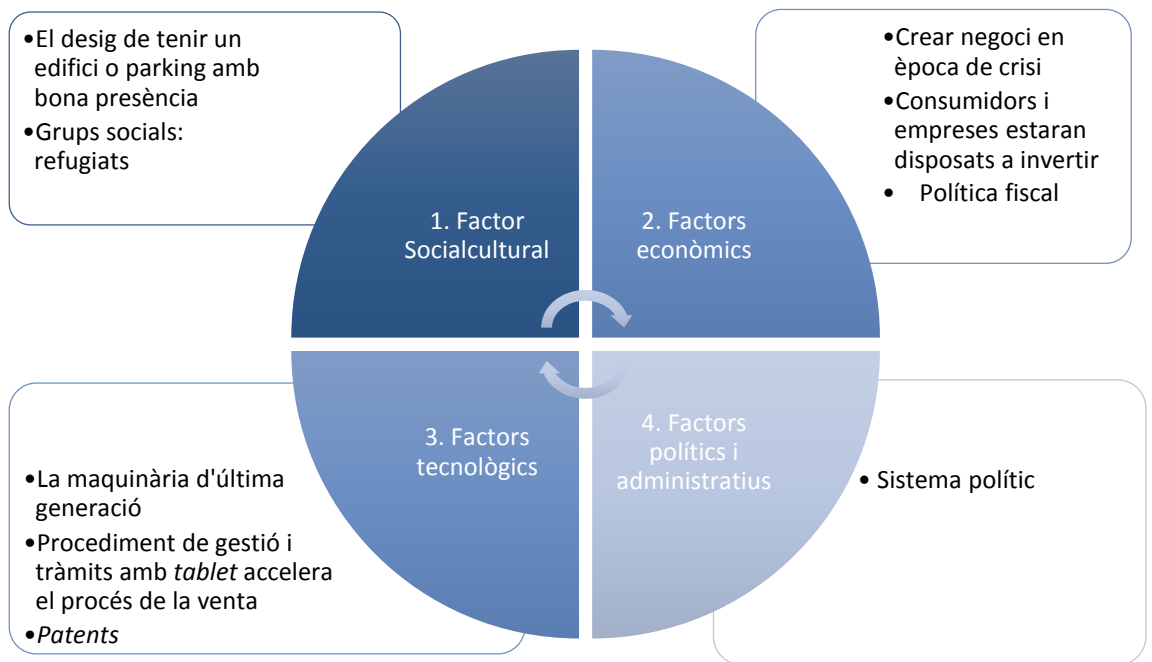 •El desig de tenir un
edifici o parking amb
bona presència
•Grups socials:
refugiats
•Crear negoci en
època de crisi
•Consumidors i
empreses estaran
disposats a invertir
• Política fiscal
1. Factor
Socialcultural
2. Factors
econòmics
3. Factors
tecnològics
4. Factors
polítics i
administratius
•La maquinària d'última
generació
•Procediment de gestió i
tràmits amb tablet accelera
el procés de la venta
•Patents
• Sistema polític